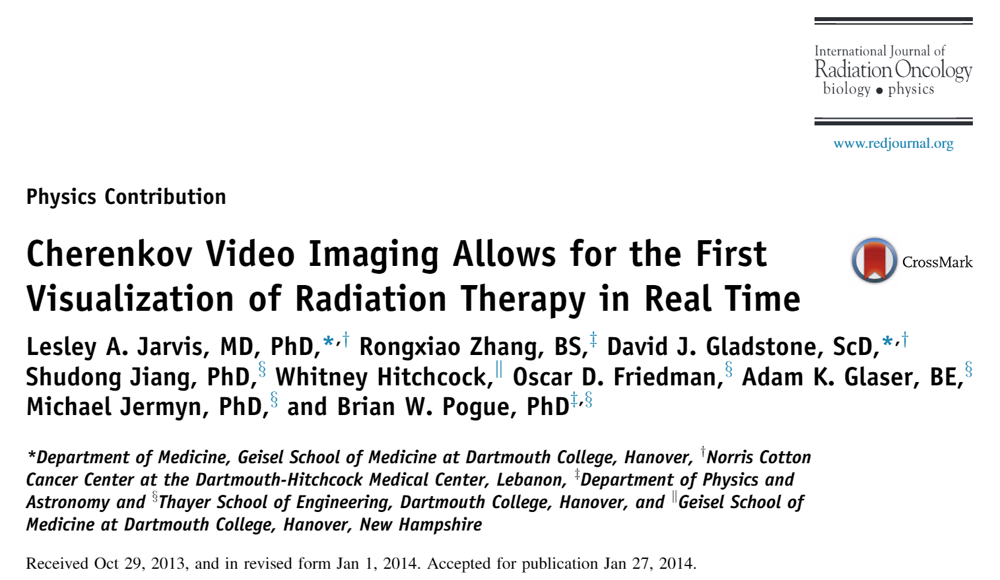 International Journal of
Radiation Oncology
biology ● physics
www.redjournal.org
Physics Contribution
Cherenkov Video Imaging Allows for the First
Visualization of Radiation Therapy in Real Time
CrossMark
Lesley A. Jarvis, MD, PhD,*,† Rongxiao Zhang, BS,‡ David J. Gladstone, ScD,*,†
Shudong Jiang, PhD,§ Whitney Hitchcock,‖ Oscar D. Friedman,§ Adam K. Glaser, BE,§
Michael Jermyn, PhD,§ and Brian W. Pogue, PhD‡,§
*Department of Medicine, Geisel School of Medicine at Dartmouth College, Hanover, †Norris Cotton
Cancer Center at the Dartmouth-Hitchcock Medical Center, Lebanon, ‡Department of Physics and
Astronomy and §Thayer School of Engineering, Dartmouth College, Hanover, and ‖Geisel School of
Medicine at Dartmouth College, Hanover, New Hampshire
Received Oct 29, 2013, and in revised form Jan 1, 2014. Accepted for publication Jan 27, 2014.